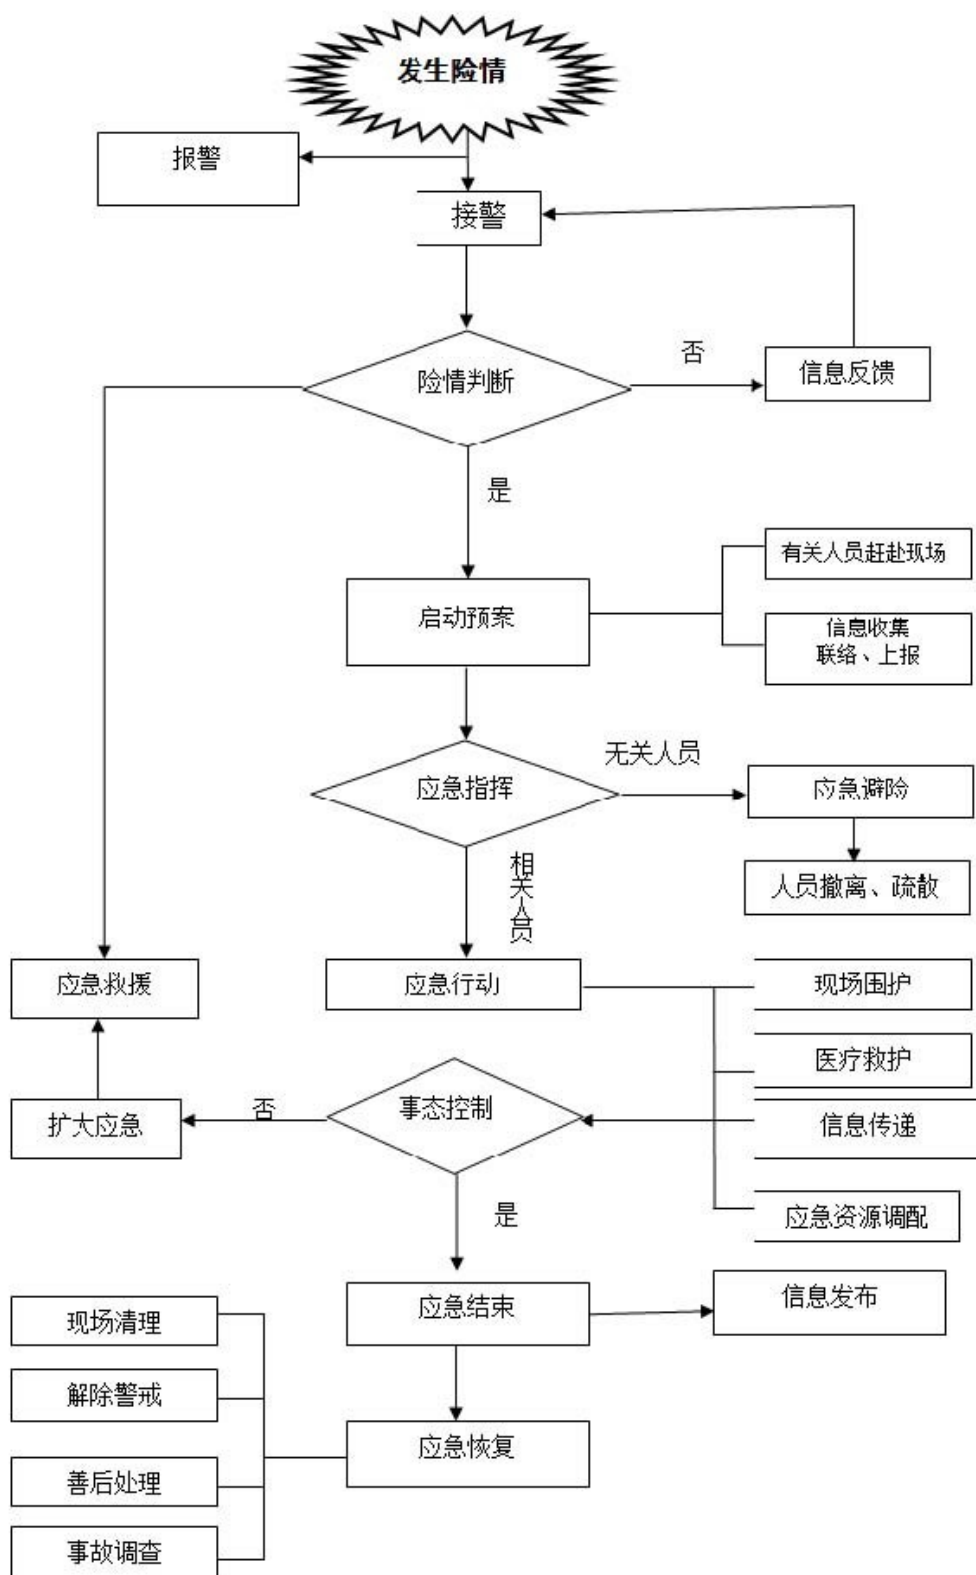 发生险情
报警
接警
险情判断
否
信息反馈
是
有关人员赶赴现场
启动预案
信息收集
联络、上报
无关人员
应急指挥
应急避险
相关人员
人员撤离、疏散
应急救援
应急行动
现场围护
医疗救护
扩大应急
否
事态控制
信息传递
是
应急资源调配
应急结束
信息发布
现场清理
解除警戒
应急恢复
善后处理
事故调查